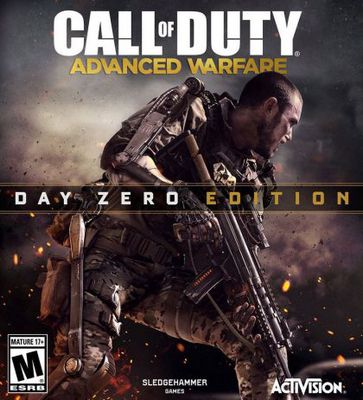 CALL OF DUTY
ADVANCED WARFARE
DAY ZERO EDITION
MATURE 17+
M
ESRB
SLEDGEHAMMER
GAMES
ACTIVISION